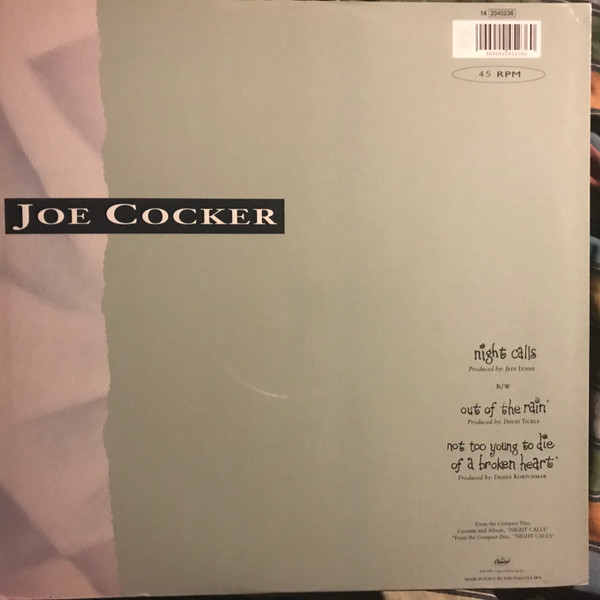 14 2040236
45 RPM
JOE COCKER
night calls
Produced by: JEFF LYNNE
B/W
out of the rain*
Produced by: DAVID TICKLE
not too young to die
of a broken heart*
Produced by: DANNY KORTCHMAR
From the Compact Disc,
Cassette and Album, "NIGHT CALLS"
*From the Compact Disc, "NIGHT CALLS"
Capitol
MADE IN ITALY BY EMI ITALIANA SPA